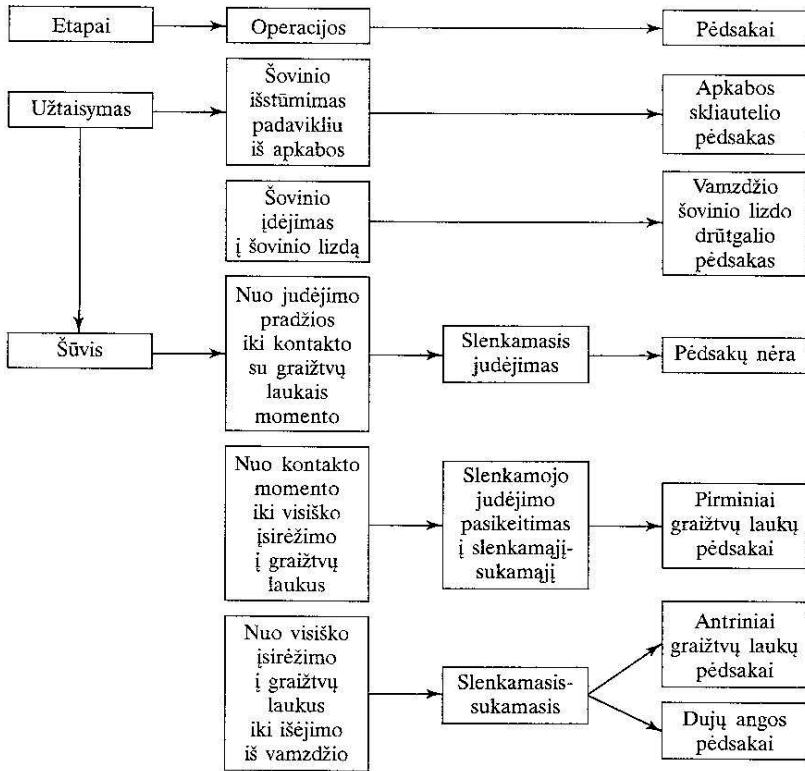 Etapai
Operacijos
Pėdsakai
Užtaisymas
Šovinio
išstūmimas
padavikliu
iš apkabos
Apkabos
skliautelio
pėdsakas
Šovinio
įdėjimas
į šovinio lizdą
Vamzdžio
šovinio lizdo
drūtgalio
pėdsakas
Šūvis
Nuo judėjimo
pradžios
iki kontakto
su graižtvų
laukais
momento
Slenkamasis
judėjimas
Pėdsakų nėra
Nuo kontakto
momento
iki visiško
įsirėžimo
į graižtvų
laukus
Slenkamojo
judėjimo
pasikeitimas
į slenkamąjį-
sukamąjį
Pirminiai
graižtvų laukų
pėdsakai
Nuo visiško
įsirėžimo
į graižtvų
laukus
iki išėjimo
iš vamzdžio
Slenkamasis-
sukamasis
Antriniai
graižtvų laukų
pėdsakai
Dujų angos
pėdsakai